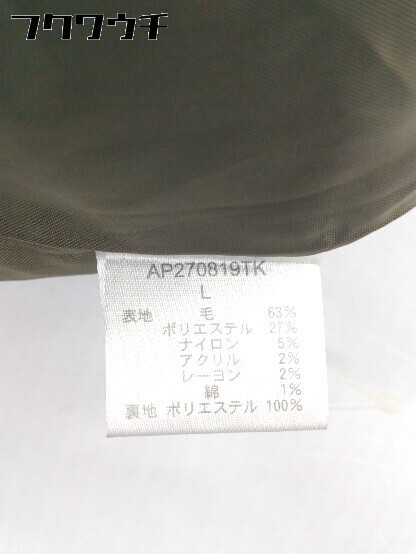 フクワウチ
AP270819TK
L
表地 毛 63%
ポリエステル 27%
ナイロン 5%
アクリル 2%
レーヨン 2%
綿 1%
裏地 ポリエステル 100%